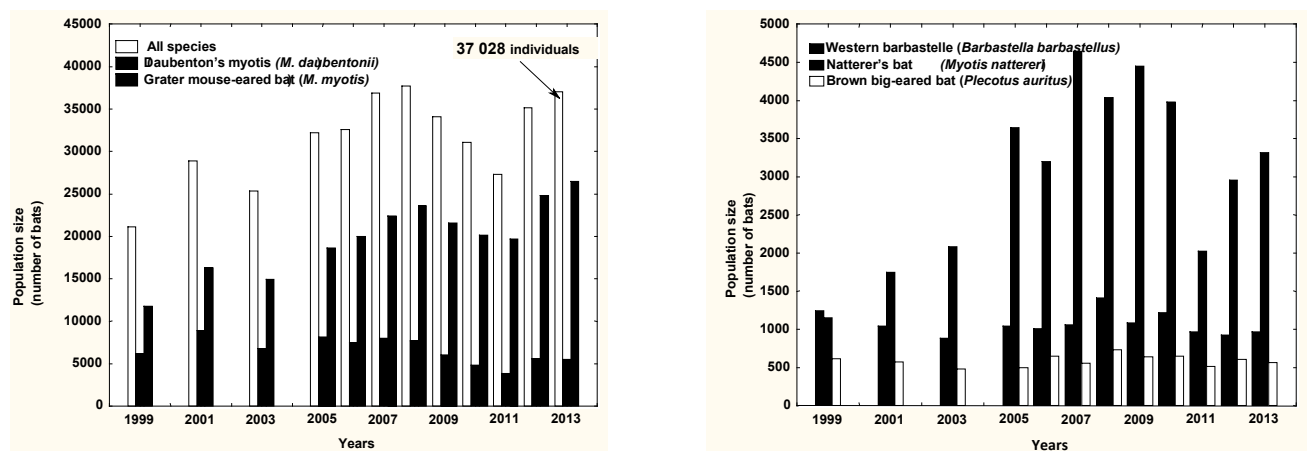 45000
40000
35000
30000
25000
20000
15000
10000
5000
0
Population size
(number of bats)
All species
Daubenton's myotis (M. daubentonii)
Grater mouse-eared bat (M. myotis)
37 028 individuals
1999 2001 2003 2005 2007 2009 2011 2013
Years
5000
4500
4000
3500
3000
2500
2000
1500
1000
500
0
Population size
(number of bats)
Western barbastelle (Barbastella barbastellus)
Natterer's bat (Myotis nattereri)
Brown big-eared bat (Plecotus auritus)
1999 2001 2003 2005 2007 2009 2011 2013
Years